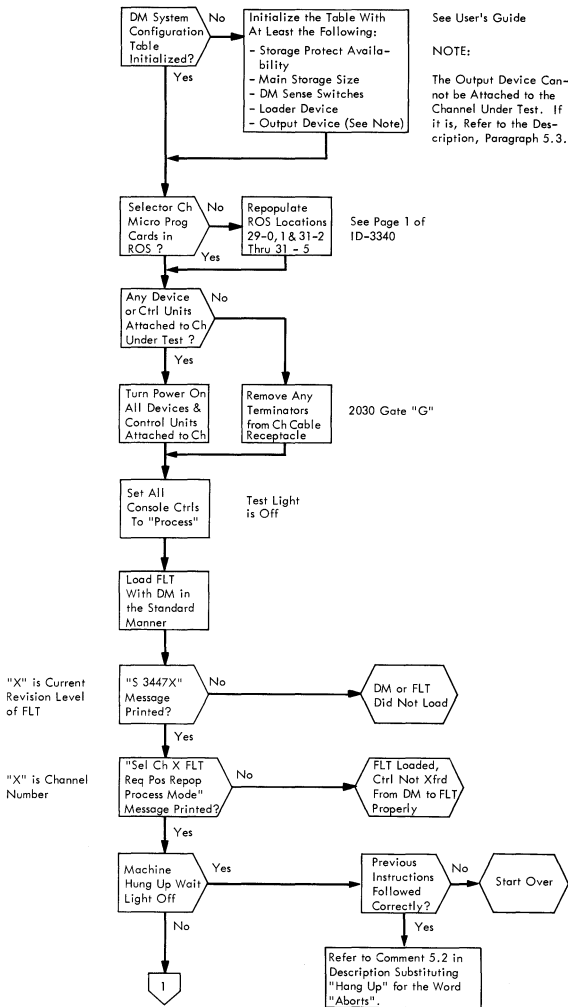 DM System
Configuration
Table
Initialized?
No
Yes
Initialize the Table With
At Least the Following:
- Storage Protect Availa-
bility
- Main Storage Size
- DM Sense Switches
- Loader Device
- Output Device (See Note)
See User's Guide
NOTE:
The Output Device Can-
not be Attached to the
Channel Under Test. If
it is, Refer to the Des-
cription, Paragraph 5.3.
Selector Ch
Micro Prog
Cards in
ROS ?
No
Yes
Repopulate
ROS Locations
29-0, 1 & 31-2
Thru 31 - 5
See Page 1 of
ID-3340
Any Device
or Ctrl Units
Attached to Ch
Under Test ?
No
Yes
Turn Power On
All Devices &
Control Units
Attached to Ch
Remove Any
Terminators
from Ch Cable
Receptacle
2030 Gate "G"
Set All
Console Ctrls
To "Process"
Test Light
is Off
Load FLT
With DM in
the Standard
Manner
"X" is Current
Revision Level
of FLT
"S 3447X"
Message
Printed?
No
Yes
DM or FLT
Did Not Load
"X" is Channel
Number
"Sel Ch X FLT
Req Pos Repop
Process Mode"
Message Printed?
No
Yes
FLT Loaded,
Ctrl Not Xfrd
From DM to FLT
Properly
Machine
Hung Up Wait
Light Off
Yes
No
Previous
Instructions
Followed
Correctly?
No
Yes
Start Over
Refer to Comment 5.2 in
Description Substituting
"Hang Up" for the Word
"Aborts".
1